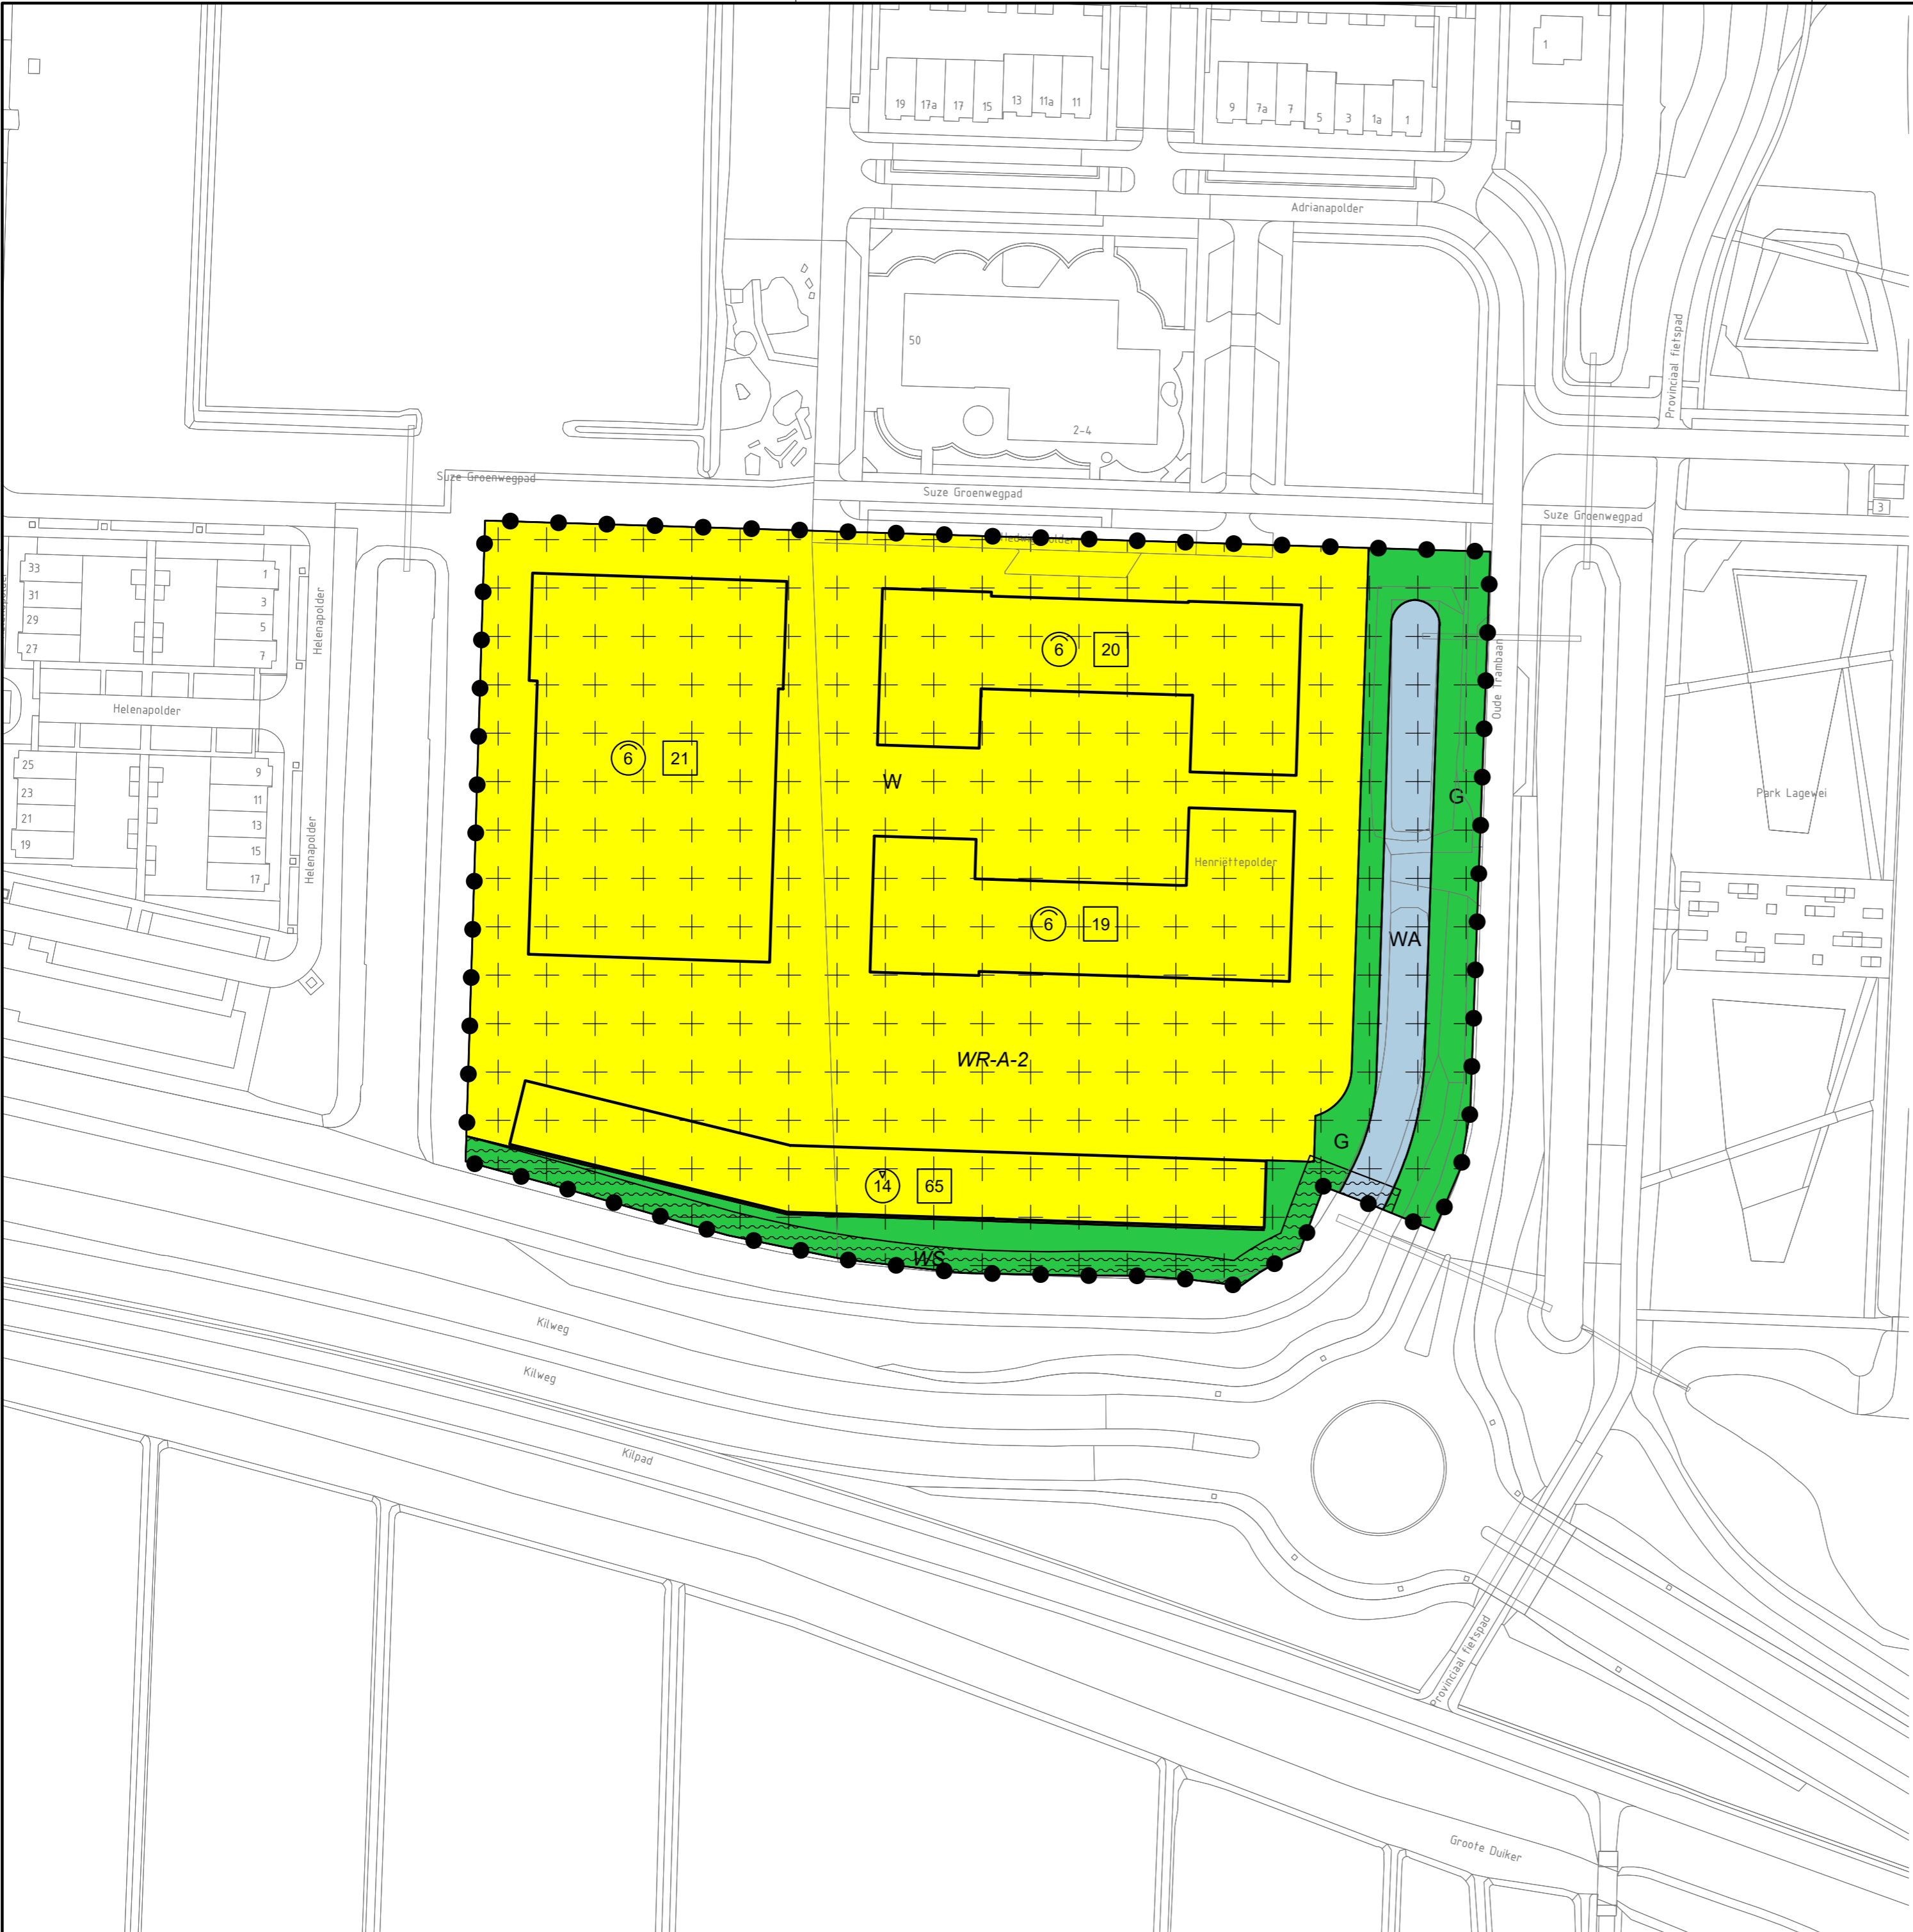 1
19 17a 17 15 13 11a 11
9 7a 7 5 3 1a 1
Adrianapolder
Provinciaal fietspad
50
2-4
Suze Groenwegpad
Suze Groenwegpad
Suze Groenwegpad
3
33
31
29
27
1
3
5
7
Helenapolder
Helenapolder
25
23
21
19
9
11
13
15
17
Helenapolder
6 20
6 21
W
G
Oude Trambaan
Park Lagewei
Henriëttepolder
6 19
WA
WR-A-2
G
14 65
WS
Kilweg
Kilweg
Kilpad
Provinciaal fietspad
Groote Duiker